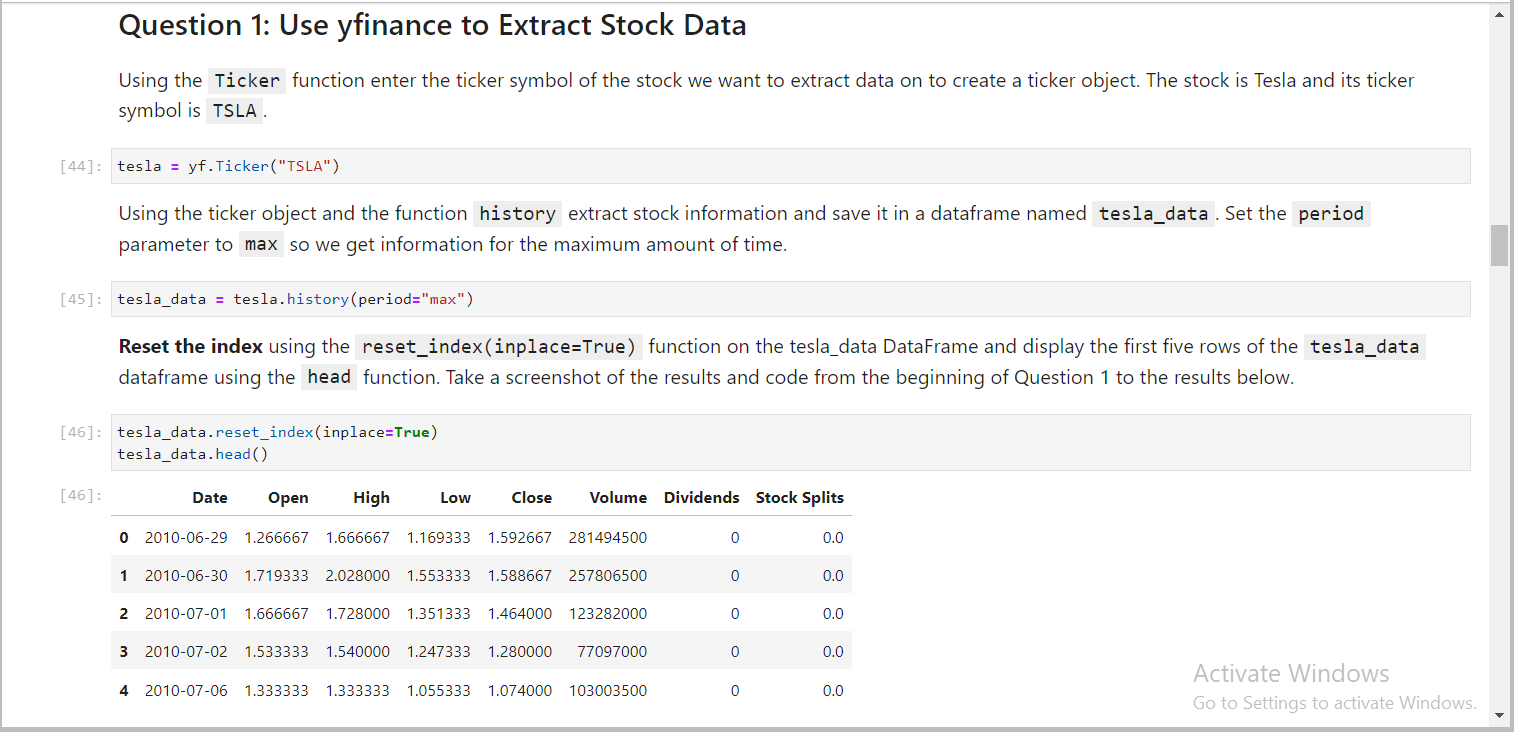 Question 1: Use yfinance to Extract Stock Data
Using the Ticker function enter the ticker symbol of the stock we want to extract data on to create a ticker object. The stock is Tesla and its ticker
symbol is TSLA.
[44]: tesla = yf.Ticker("TSLA")
Using the ticker object and the function history extract stock information and save it in a dataframe named tesla_data. Set the period
parameter to max so we get information for the maximum amount of time.
[45]: tesla_data = tesla.history(period="max")
Reset the index using the reset_index(inplace=True) function on the tesla_data DataFrame and display the first five rows of the tesla_data
dataframe using the head function. Take a screenshot of the results and code from the beginning of Question 1 to the results below.
[46]: tesla_data.reset_index(inplace=True)
tesla_data.head()
[46]: Date Open High Low Close Volume Dividends Stock Splits
0 2010-06-29 1.266667 1.666667 1.169333 1.592667 281494500 0 0.0
1 2010-06-30 1.719333 2.028000 1.553333 1.588667 257806500 0 0.0
2 2010-07-01 1.666667 1.728000 1.351333 1.464000 123282000 0 0.0
3 2010-07-02 1.533333 1.540000 1.247333 1.280000 77097000 0 0.0
4 2010-07-06 1.333333 1.333333 1.055333 1.074000 103003500 0 0.0
Activate Windows
Go to Settings to activate Windows.